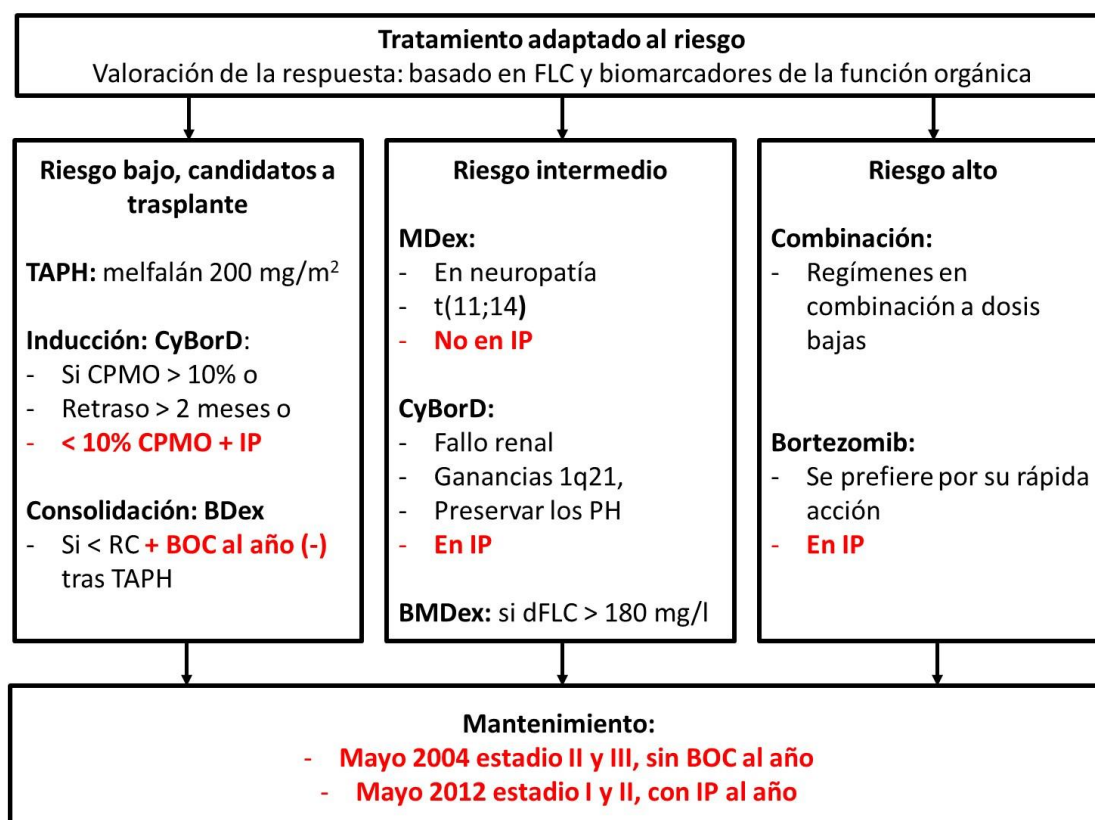 Tratamiento adaptado al riesgo
Valoración de la respuesta: basado en FLC y biomarcadores de la función orgánica
Riesgo bajo, candidatos a
trasplante
TAPH: melfalán 200 mg/m²
Inducción: CyBorD:
- Si CPMO > 10% o
- Retraso > 2 meses o
- < 10% CPMO + IP
Consolidación: BDex
- Si < RC + BOC al año (-)
tras TAPH
Riesgo intermedio
MDex:
- En neuropatía
- t(11;14)
- No en IP
CyBorD:
- Fallo renal
- Ganancias 1q21,
- Preservar los PH
- En IP
BMDex: si dFLC > 180 mg/l
Riesgo alto
Combinación:
- Regímenes en
combinación a dosis
bajas
Bortezomib:
- Se prefiere por su rápida
acción
- En IP
Mantenimiento:
- Mayo 2004 estadio II y III, sin BOC al año
- Mayo 2012 estadio I y II, con IP al año